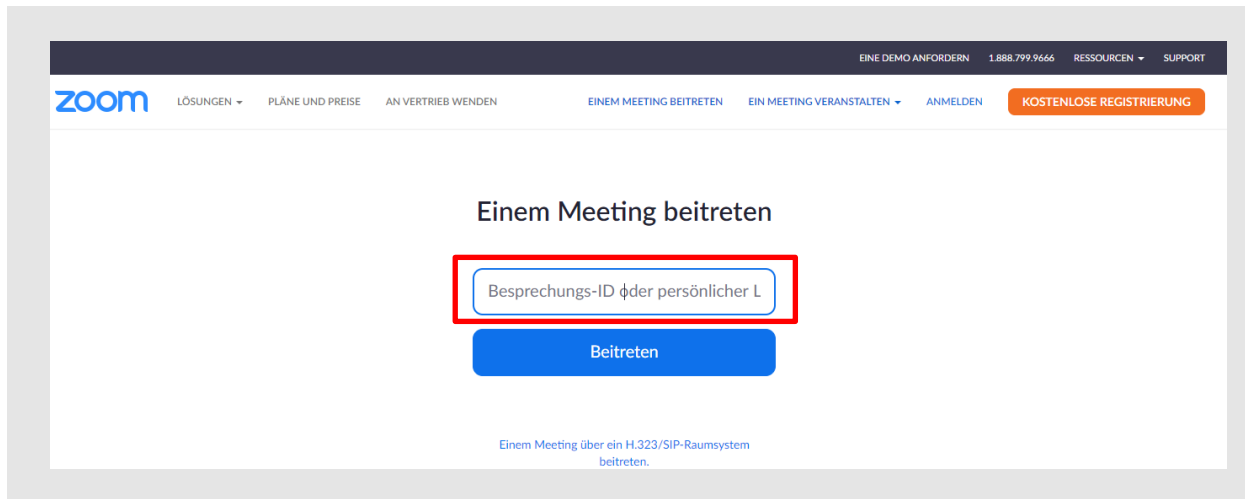 EINE DEMO ANFORDERN 1.888.799.9666 RESSOURCEN SUPPORT
zoom LÖSUNGEN PLÄNE UND PREISE AN VERTRIEB WENDEN EINEM MEETING BEITRETEN EIN MEETING VERANSTALTEN ANMELDEN KOSTENLOSE REGISTRIERUNG
Einem Meeting beitreten
Besprechungs-ID oder persönlicher L
Beitreten
Einem Meeting über ein H.323/SIP-Raumsystem
beitreten.